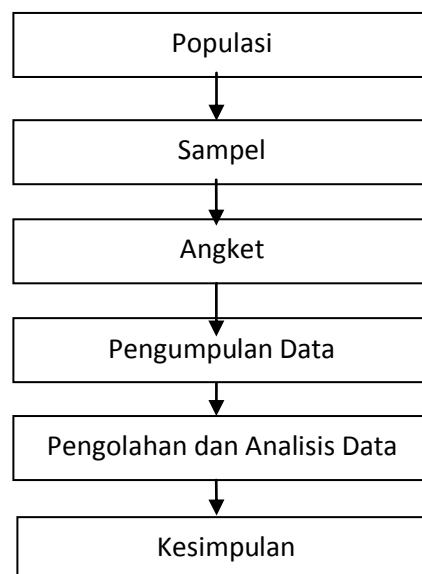 Populasi
Sampel
Angket
Pengumpulan Data
Pengolahan dan Analisis Data
Kesimpulan